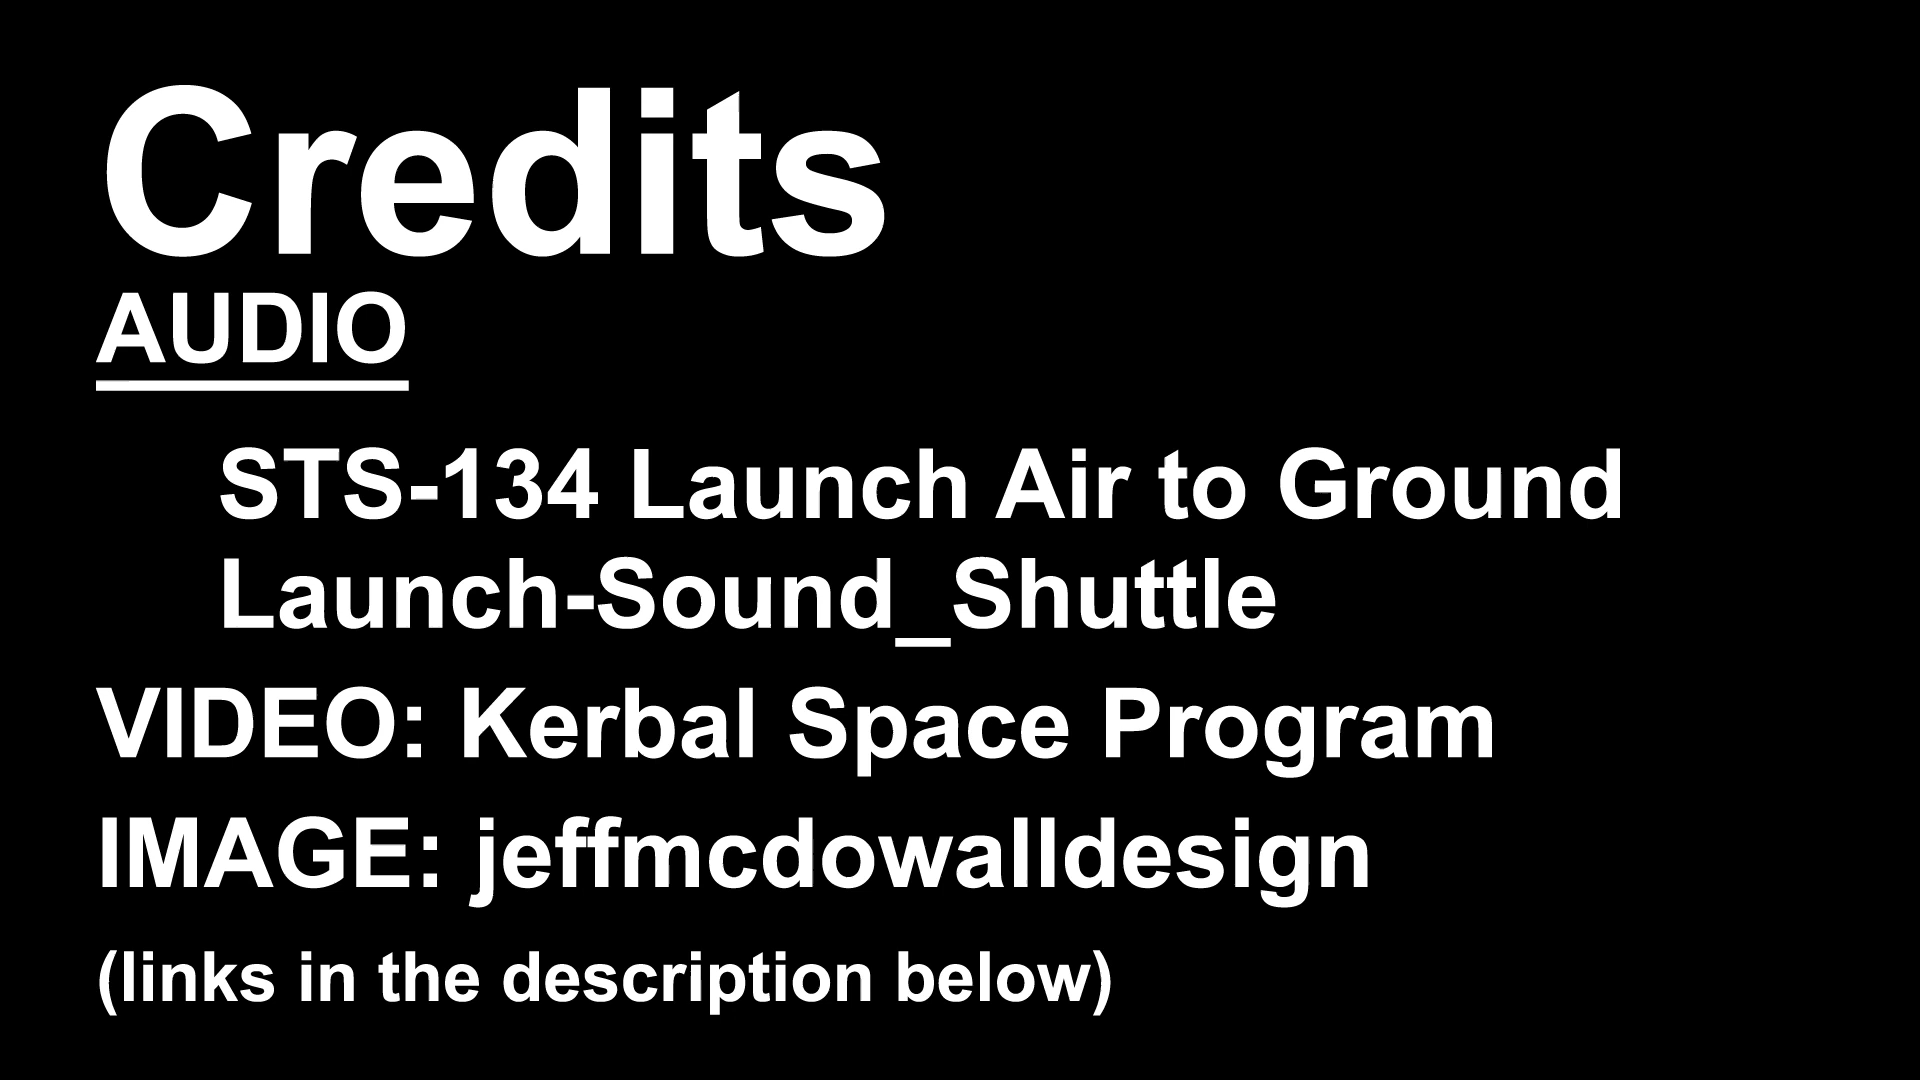 Credits
AUDIO
STS-134 Launch Air to Ground
Launch-Sound_Shuttle
VIDEO: Kerbal Space Program
IMAGE: jeffmcdowalldesign
(links in the description below)